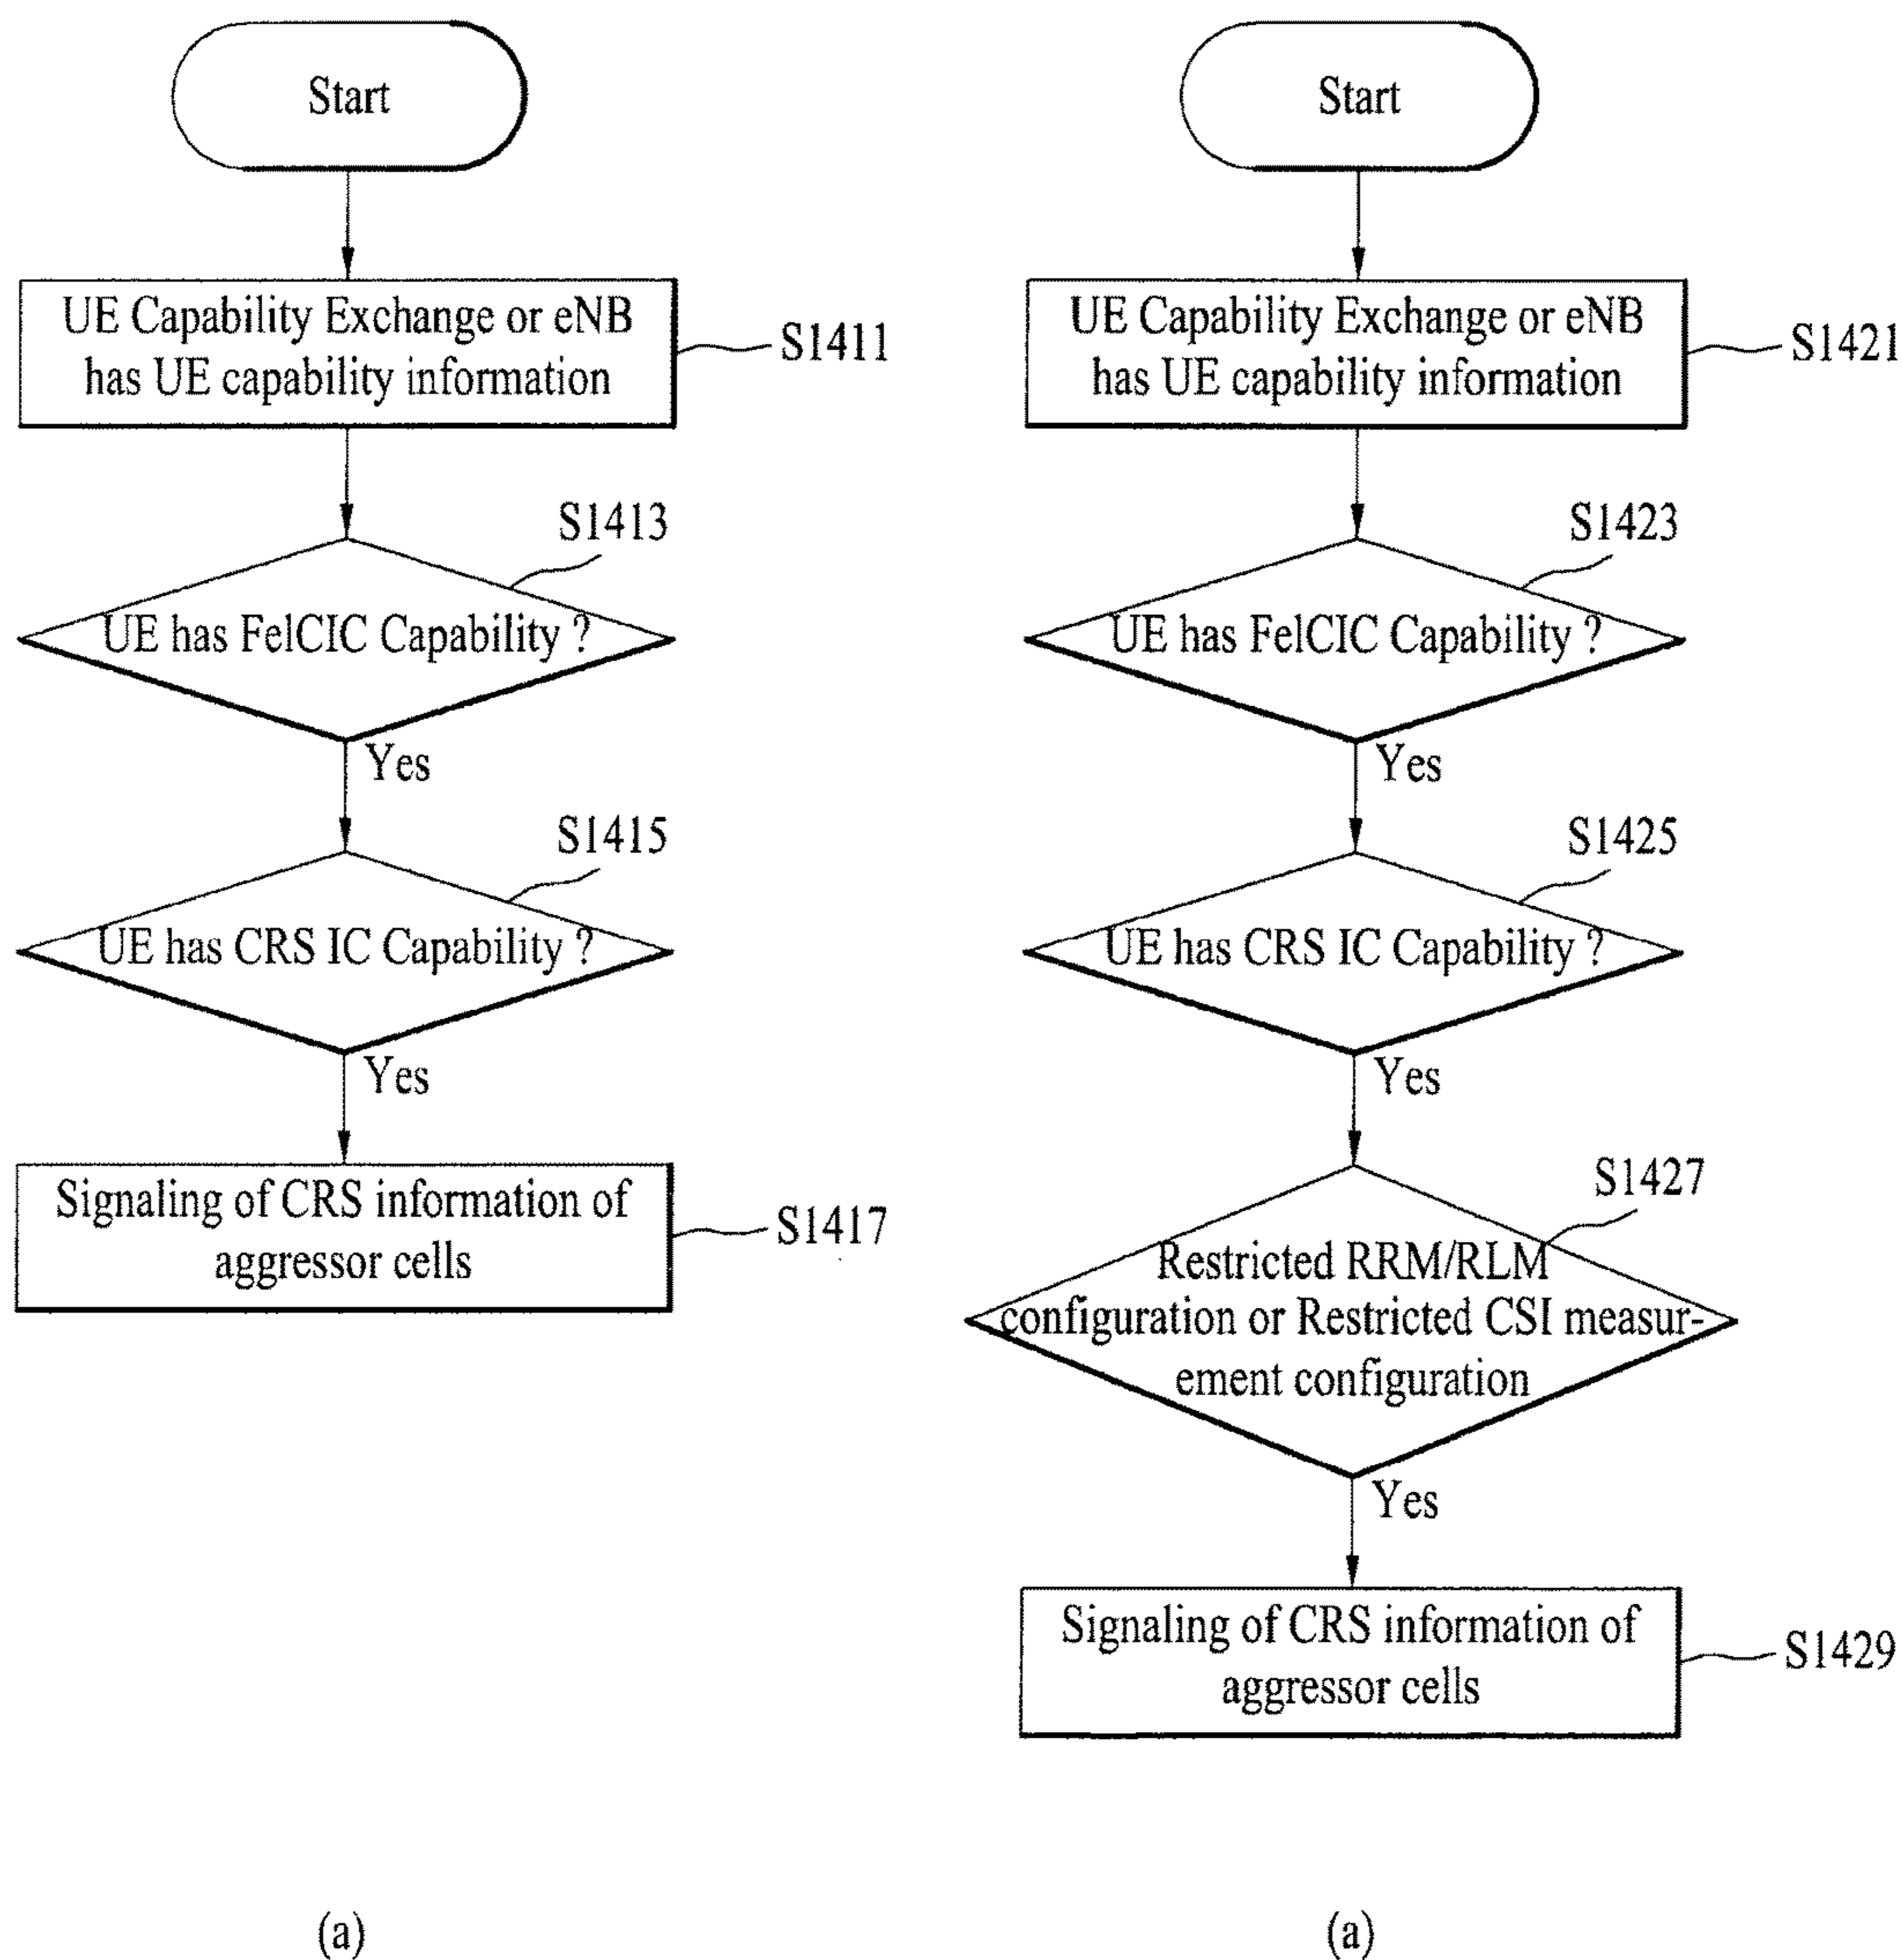 Start
UE Capability Exchange or eNB
has UE capability information
S1411
S1413
UE has FelCIC Capability ?
Yes
S1415
UE has CRS IC Capability ?
Yes
Signaling of CRS information of
aggressor cells
S1417
(a)
Start
UE Capability Exchange or eNB
has UE capability information
S1421
S1423
UE has FelCIC Capability ?
Yes
S1425
UE has CRS IC Capability ?
Yes
S1427
Restricted RRM/RLM
configuration or Restricted CSI measur-
ement configuration
Yes
Signaling of CRS information of
aggressor cells
S1429
(a)